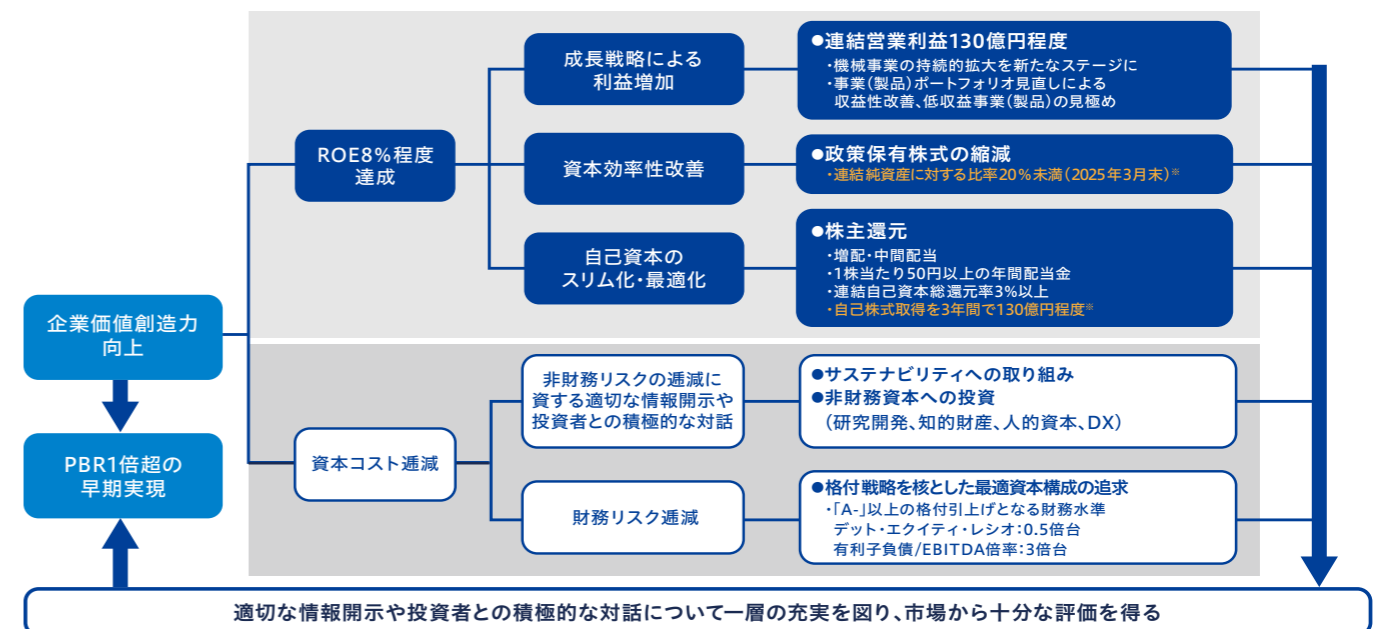 企業価値創造力
向上
PBR1倍超の
早期実現
ROE8%程度
達成
成長戦略による
利益増加
●連結営業利益130億円程度
・機械事業の持続的拡大を新たなステージに
・事業（製品）ポートフォリオ見直しによる
収益性改善、低収益事業（製品）の見極め
資本効率性改善
●政策保有株式の縮減
・連結純資産に対する比率20％未満（2025年3月末）※
自己資本の
スリム化・最適化
●株主還元
・増配・中間配当
・1株当たり50円以上の年間配当金
・連結自己資本総還元率3%以上
・自己株式取得を3年間で130億円程度※
資本コスト逓減
非財務リスクの逓減に
資する適切な情報開示や
投資者との積極的な対話
●サステナビリティへの取り組み
●非財務資本への投資
（研究開発、知的財産、人的資本、DX）
財務リスク逓減
●格付戦略を核とした最適資本構成の追求
・「A-」以上の格付引上げとなる財務水準
デット・エクイティ・レシオ：0.5倍台
有利子負債/EBITDA倍率：3倍台
適切な情報開示や投資者との積極的な対話について一層の充実を図り、市場から十分な評価を得る